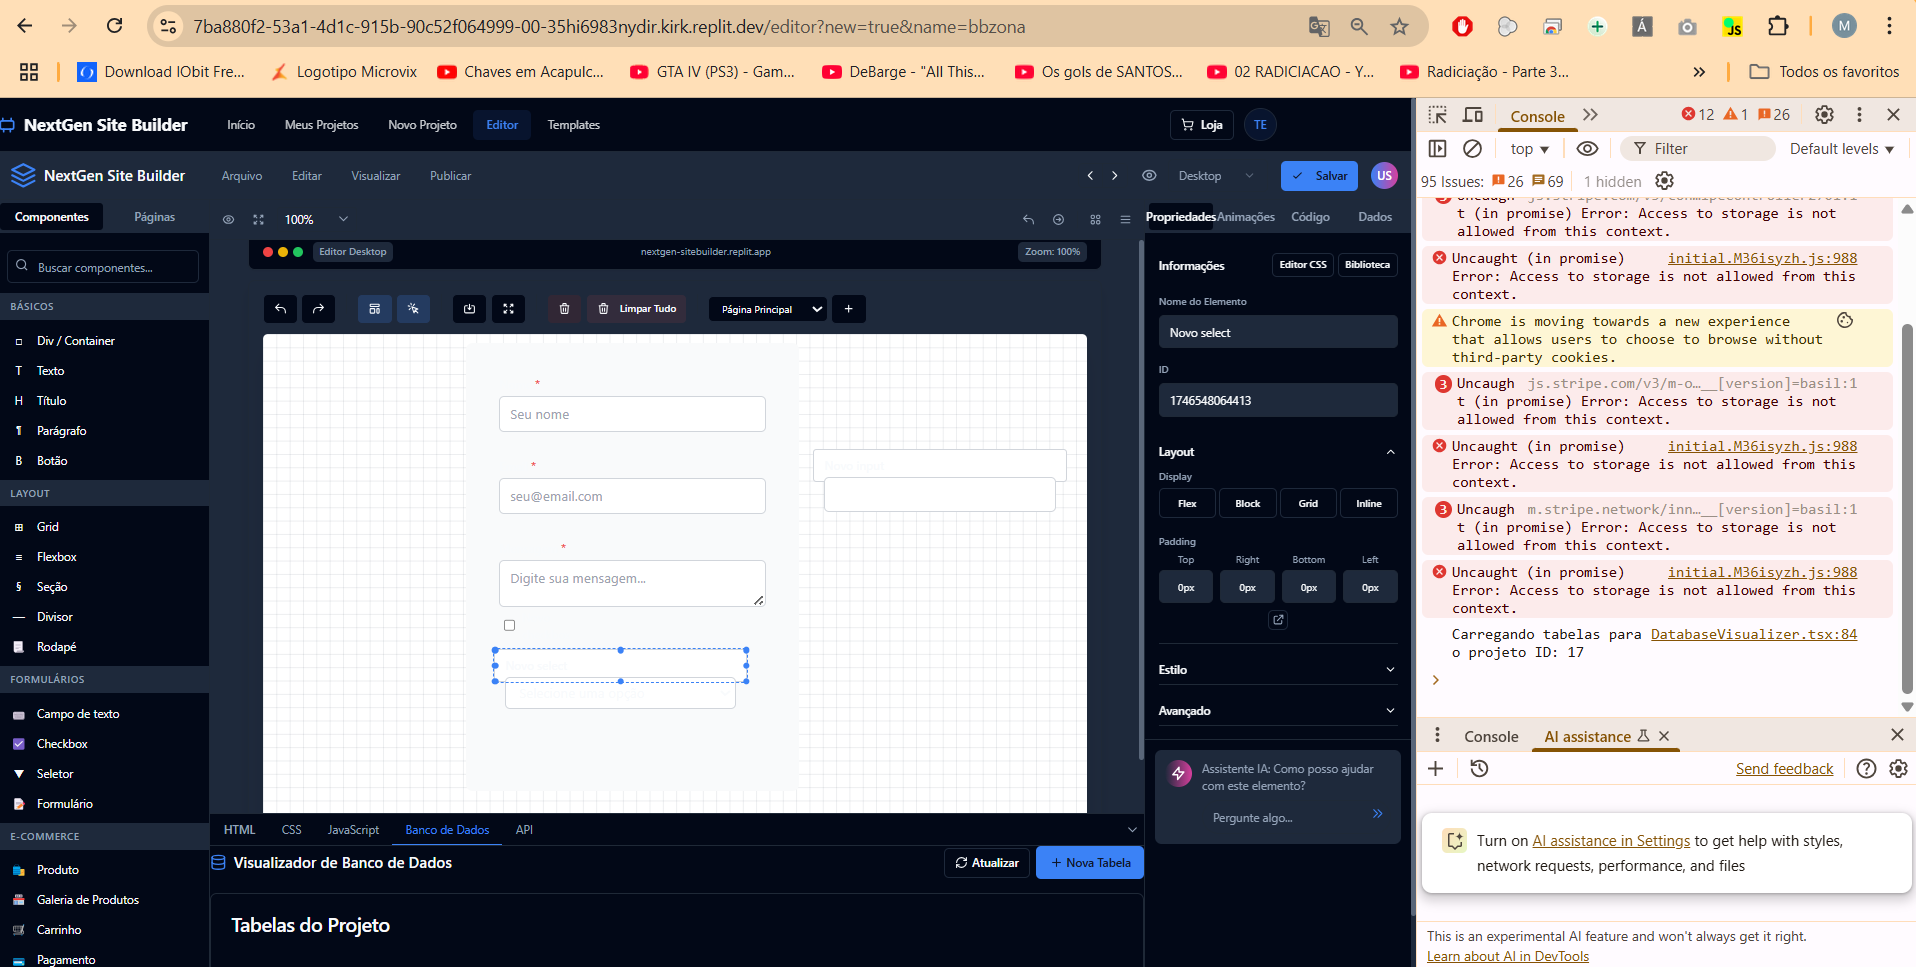 7ba880f2-53a1-4d1c-915b-90c52f064999-00-35hi6983nydir.kirk.replit.dev/editor?new=true&name=bbzona
M
Download IObit Fre...
Logotipo Microvix
Chaves em Acapulc...
GTA IV (PS3) - Gam...
DeBarge - "All This...
Os gols de SANTOS...
02 RADICIACAO - Y...
Radiciação - Parte 3...
Todos os favoritos
NextGen Site Builder
Início
Meus Projetos
Novo Projeto
Editor
Templates
Loja
TE
NextGen Site Builder
Arquivo
Editar
Visualizar
Publicar
Desktop
Salvar
US
Componentes
Páginas
100%
Buscar componentes...
BÁSICOS
Div / Container
T Texto
H Título
¶ Parágrafo
B Botão
LAYOUT
Grid
Flexbox
§ Seção
Divisor
Rodapé
FORMULÁRIOS
Campo de texto
Checkbox
Seletor
Formulário
E-COMMERCE
Produto
Galeria de Produtos
Carrinho
Pagamento
Editor Desktop
nextgen-sitebuilder.replit.app
Zoom: 100%
Limpar Tudo
Página Principal
+
*
Seu nome
*
seu@email.com
*
Digite sua mensagem...
HTML
CSS
JavaScript
Banco de Dados
API
Visualizador de Banco de Dados
Atualizar
+ Nova Tabela
Tabelas do Projeto
Propriedades
Animações
Código
Dados
Informações
Editor CSS
Biblioteca
Nome do Elemento
Novo select
ID
1746548064413
Layout
Display
Flex
Block
Grid
Inline
Padding
Top
Right
Bottom
Left
0px
0px
0px
0px
Estilo
Avançado
Assistente IA: Como posso ajudar
com este elemento?
Pergunte algo...
Console
12
1
26
top
Filter
Default levels
95 Issues:
26
69
1 hidden
t (in promise) Error: Access to storage is not
allowed from this context.
Uncaught (in promise) initial.M36isyzh.js:988
Error: Access to storage is not allowed from this
context.
Chrome is moving towards a new experience
that allows users to choose to browse without
third-party cookies.
3 Uncaugh js.stripe.com/v3/m-o…__[version]=basil:1
t (in promise) Error: Access to storage is not
allowed from this context.
Uncaught (in promise) initial.M36isyzh.js:988
Error: Access to storage is not allowed from this
context.
3 Uncaugh m.stripe.network/inn…__[version]=basil:1
t (in promise) Error: Access to storage is not
allowed from this context.
Uncaught (in promise) initial.M36isyzh.js:988
Error: Access to storage is not allowed from this
context.
Carregando tabelas para DatabaseVisualizer.tsx:84
o projeto ID: 17
Console
AI assistance
Send feedback
Turn on AI assistance in Settings to get help with styles,
network requests, performance, and files
This is an experimental AI feature and won't always get it right.
Learn about AI in DevTools